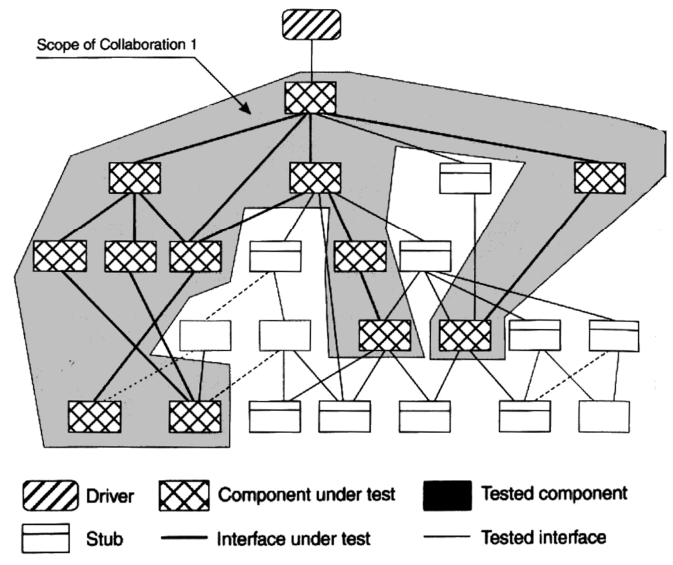 Scope of Collaboration 1
Driver
Component under test
Tested component
Stub
Interface under test
Tested interface